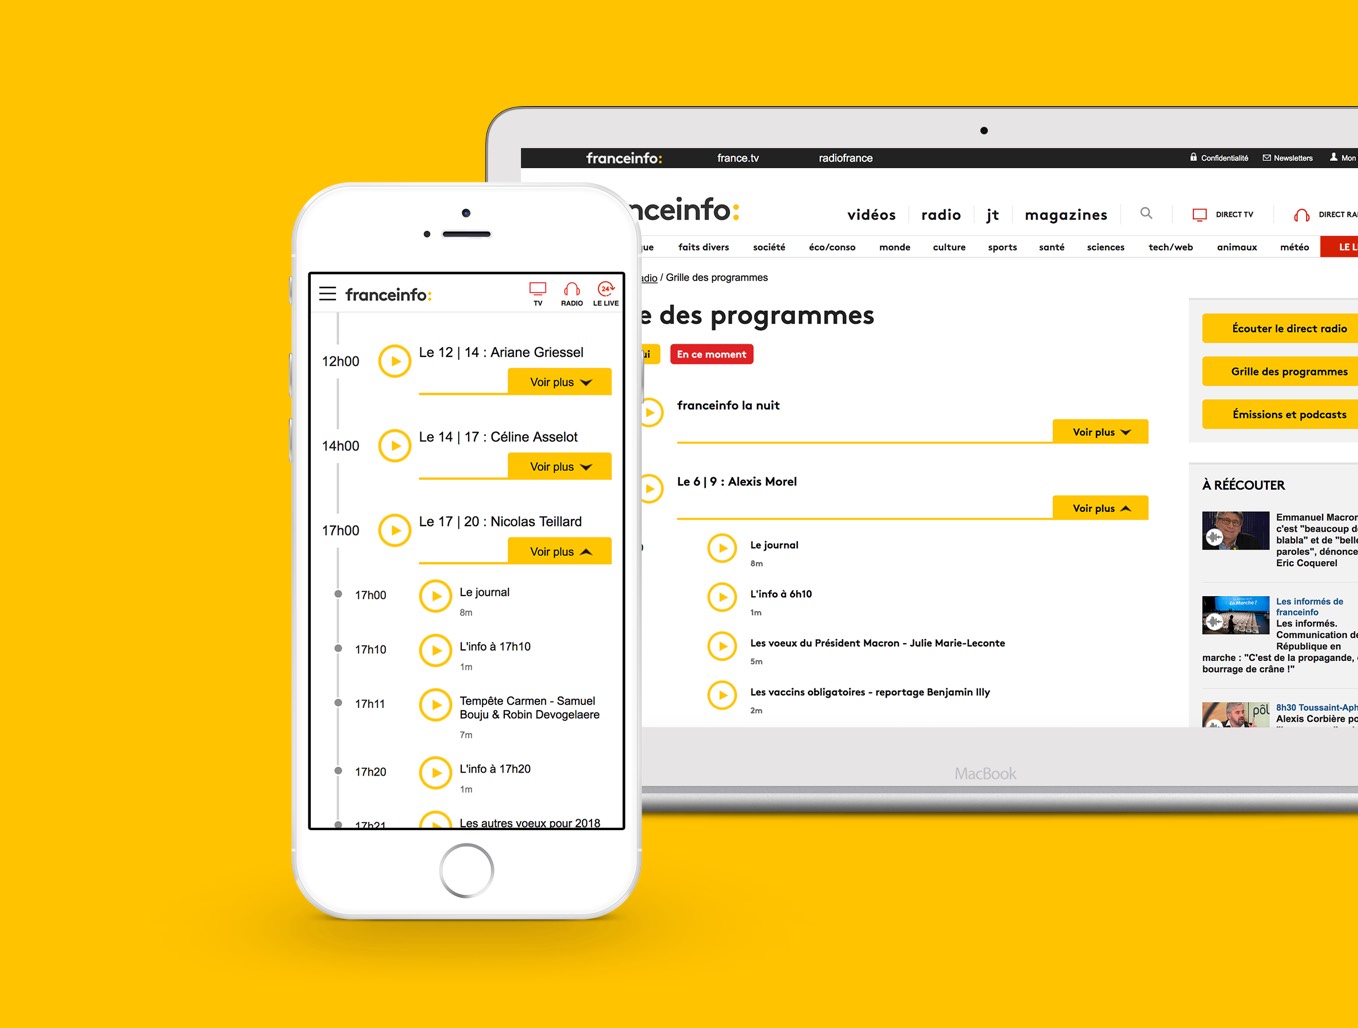 franceinfo:
TV
RADIO
24
LE LIVE
12h00
Le 12 | 14 : Ariane Griessel
Voir plus
14h00
Le 14 | 17 : Céline Asselot
Voir plus
17h00
Le 17 | 20 : Nicolas Teillard
Voir plus
17h00
Le journal
8m
17h10
L'info à 17h10
1m
17h11
Tempête Carmen - Samuel
Bouju & Robin Devogelaere
7m
17h20
L'info à 17h20
1m
17h21
Les autres voeux pour 2018
franceinfo: france.tv radiofrance Confidentialité Newsletters Mon
nceinfo:
vidéos radio jt magazines DIRECT TV DIRECT RA
que faits divers société éco/conso monde culture sports santé sciences tech/web animaux météo LE L
adio / Grille des programmes
e des programmes
ui En ce moment
franceinfo la nuit
Voir plus
Le 6 | 9 : Alexis Morel
Voir plus
Le journal
8m
L'info à 6h10
1m
Les voeux du Président Macron - Julie Marie-Leconte
5m
Les vaccins obligatoires - reportage Benjamin Illy
2m
Écouter le direct radio
Grille des programmes
Émissions et podcasts
À RÉÉCOUTER
Emmanuel Macron
c'est "beaucoup d
blabla" et de "belle
paroles", dénonce
Eric Coquerel
Les informés de
franceinfo
Les informés.
Communication de
République en
marche : "C'est de la propagande,
bourrage de crâne !"
8h30 Toussaint-Aph
Alexis Corbière po
MacBook